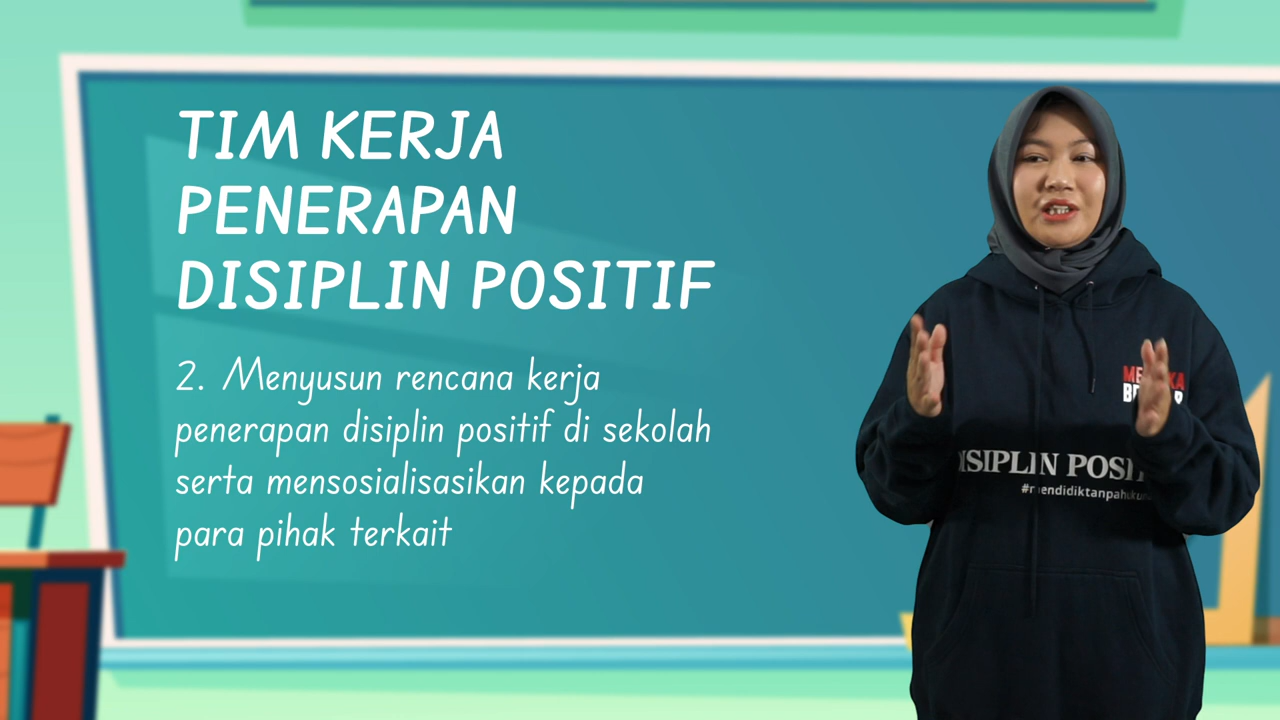 TIM KERJA
PENERAPAN
DISIPLIN POSITIF
2. Menyusun rencana kerja
penerapan disiplin positif di sekolah
serta mensosialisasikan kepada
para pihak terkait